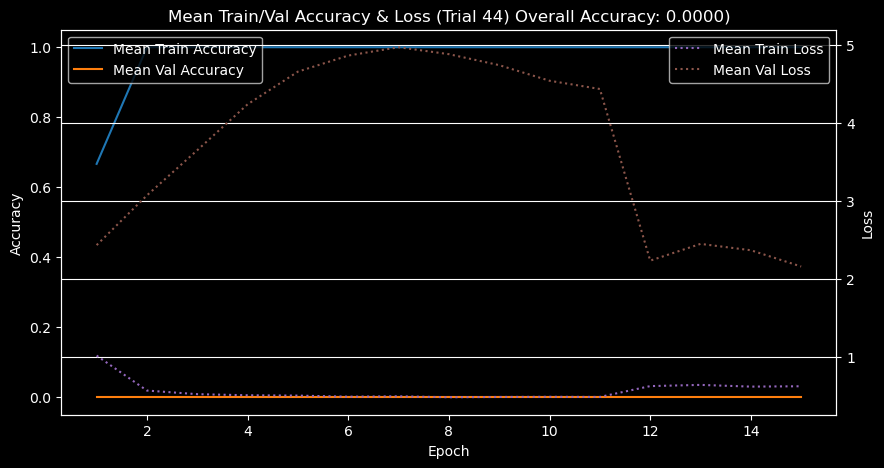 Mean Train/Val Accuracy & Loss (Trial 44) Overall Accuracy: 0.0000)
Mean Train Accuracy
Mean Val Accuracy
Mean Train Loss
Mean Val Loss
1.0
0.8
0.6
0.4
0.2
0.0
Accuracy
5
4
3
2
1
Loss
2 4 6 8 10 12 14
Epoch